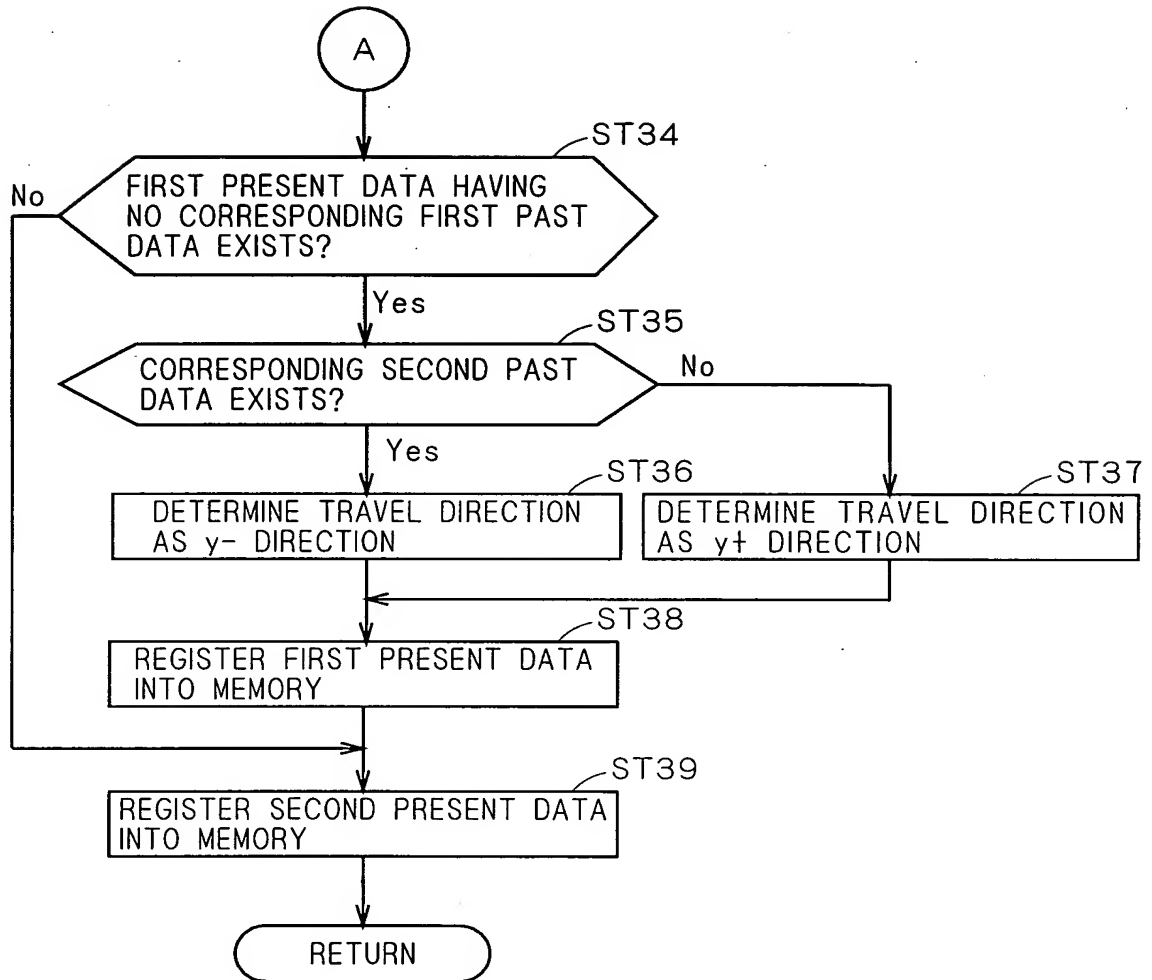 A
ST34
No
FIRST PRESENT DATA HAVING
NO CORRESPONDING FIRST PAST
DATA EXISTS?
Yes
ST35
CORRESPONDING SECOND PAST
DATA EXISTS?
No
Yes
ST36
ST37
DETERMINE TRAVEL DIRECTION
AS y- DIRECTION
DETERMINE TRAVEL DIRECTION
AS y+ DIRECTION
ST38
REGISTER FIRST PRESENT DATA
INTO MEMORY
ST39
REGISTER SECOND PRESENT DATA
INTO MEMORY
RETURN